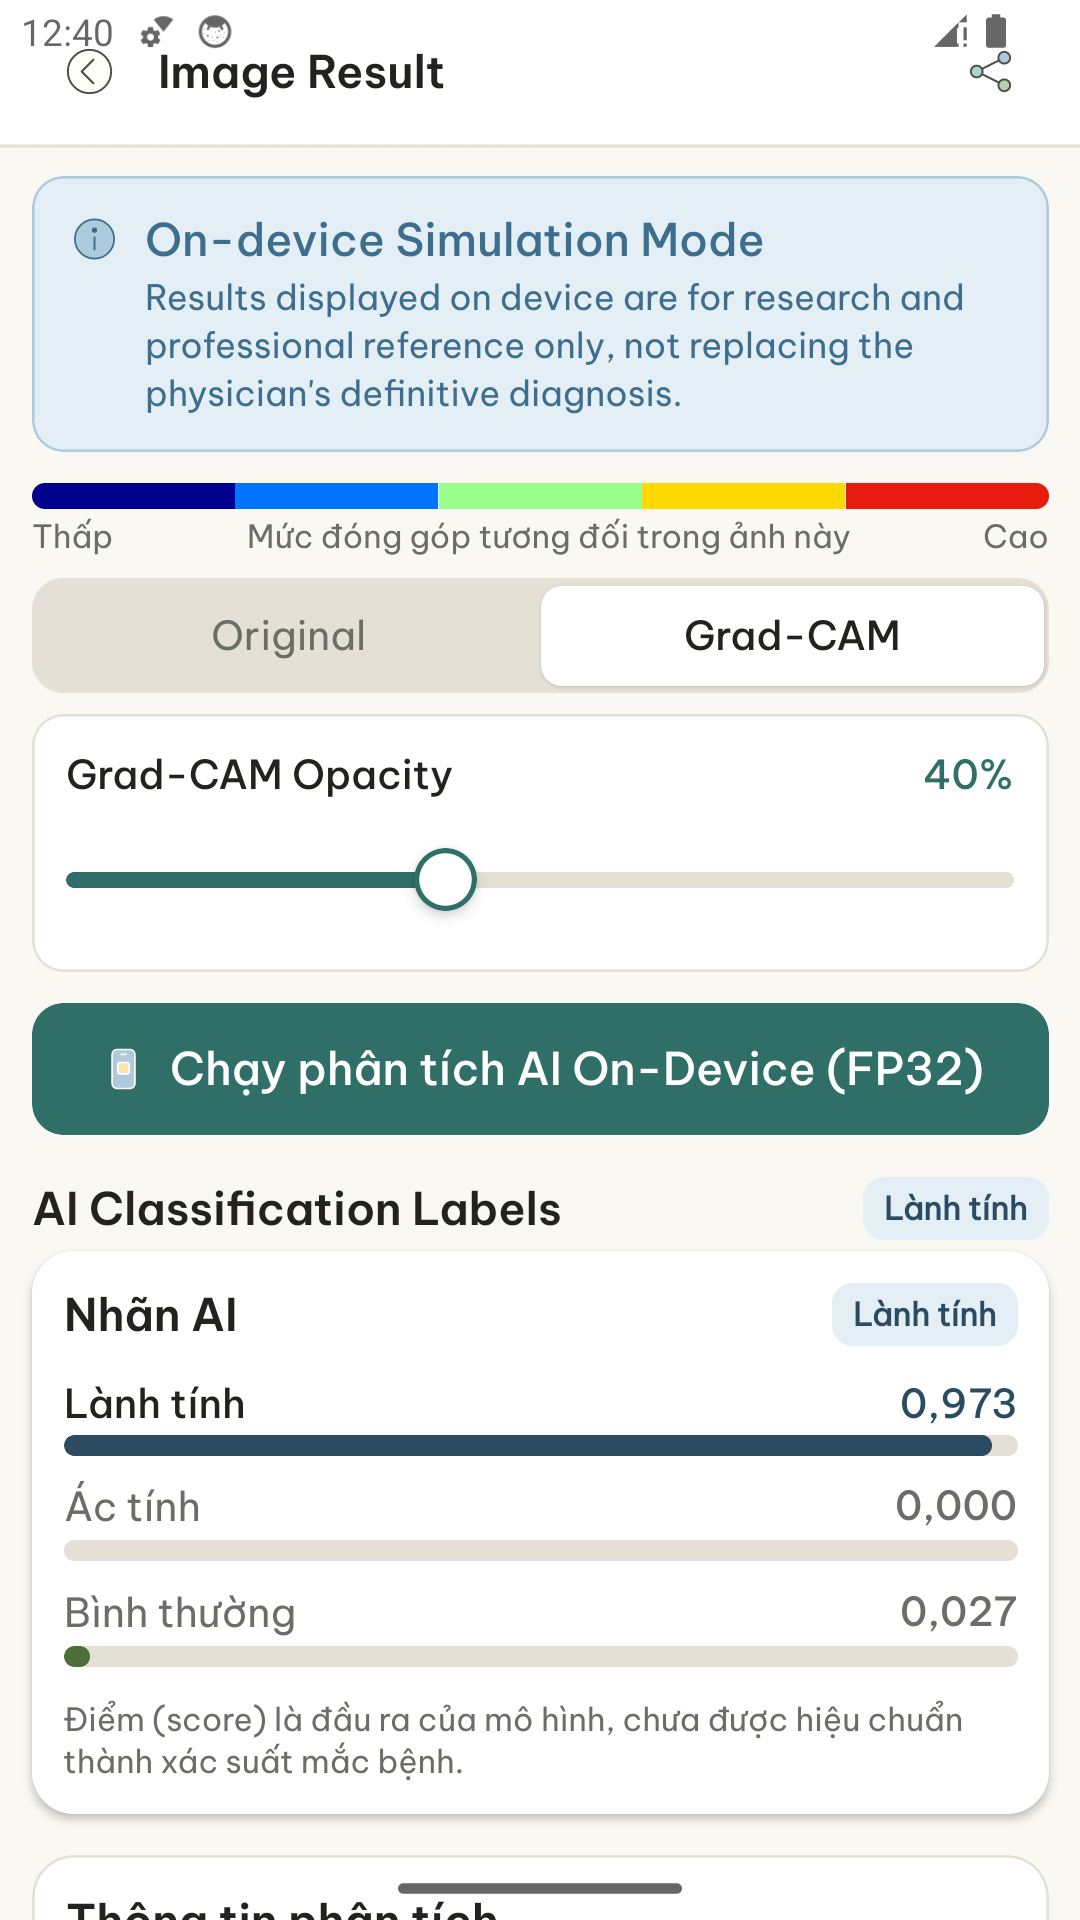 12:40
Image Result
On-device Simulation Mode
Results displayed on device are for research and
professional reference only, not replacing the
physician's definitive diagnosis.
Thấp Mức đóng góp tương đối trong ảnh này Cao
Original Grad-CAM
Grad-CAM Opacity 40%
Chạy phân tích AI On-Device (FP32)
AI Classification Labels Lành tính
Nhãn AI Lành tính
Lành tính 0,973
Ác tính 0,000
Bình thường 0,027
Điểm (score) là đầu ra của mô hình, chưa được hiệu chuẩn
thành xác suất mắc bệnh.
Thông tin phân tích